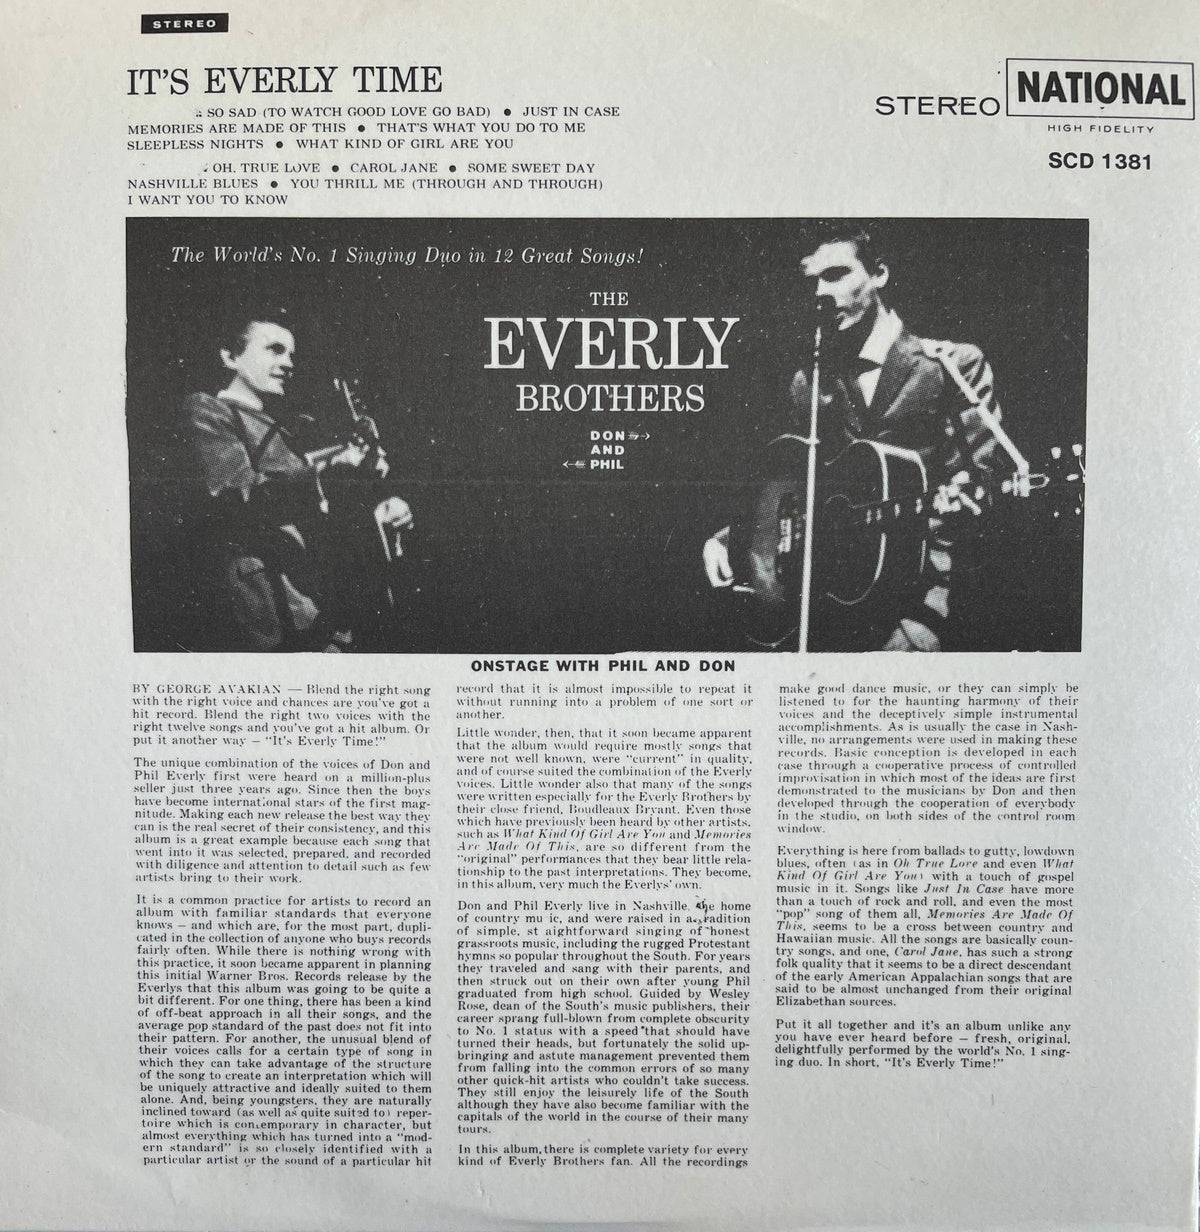 STEREO
IT'S EVERLY TIME
SO SAD (TO WATCH GOOD LOVE GO BAD) ● JUST IN CASE
MEMORIES ARE MADE OF THIS ● THAT'S WHAT YOU DO TO ME
SLEEPLESS NIGHTS ● WHAT KIND OF GIRL ARE YOU
OH, TRUE LOVE ● CAROL JANE ● SOME SWEET DAY
NASHVILLE BLUES ● YOU THRILL ME (THROUGH AND THROUGH)
I WANT YOU TO KNOW
STEREO NATIONAL
HIGH FIDELITY
SCD 1381
The World's No. 1 Singing Duo in 12 Great Songs!
THE
EVERLY
BROTHERS
DON
AND
PHIL
ONSTAGE WITH PHIL AND DON
BY GEORGE AVAKIAN — Blend the right song
with the right voice and chances are you've got a
hit record. Blend the right two voices with the
right twelve songs and you've got a hit album. Or
put it another way – "It's Everly Time!"
The unique combination of the voices of Don and
Phil Everly first were heard on a million-plus
seller just three years ago. Since then the boys
have become international stars of the first mag-
nitude. Making each new release the best way they
can is the real secret of their consistency, and this
album is a great example because each song that
went into it was selected, prepared, and recorded
with diligence and attention to detail such as few
artists bring to their work.
It is a common practice for artists to record an
album with familiar standards that everyone
knows – and which are, for the most part, dupli-
cated in the collection of anyone who buys records
fairly often. While there is nothing wrong with
this practice, it soon became apparent in planning
this initial Warner Bros. Records release by the
Everlys that this album was going to be quite a
bit different. For one thing, there has been a kind
of off-beat approach in all their songs, and the
average pop standard of the past does not fit into
their pattern. For another, the unusual blend of
their voices calls for a certain type of song in
which they can take advantage of the structure
of the song to create an interpretation which will
be uniquely attractive and ideally suited to them
alone. And, being youngsters, they are naturally
inclined toward (as well as quite suited to) reper-
toire which is contemporary in character, but
almost everything which has turned into a "mod-
ern standard" is so closely identified with a
particular artist or the sound of a particular hit
record that it is almost impossible to repeat it
without running into a problem of one sort or
another.
Little wonder, then, that it soon became apparent
that the album would require mostly songs that
were not well known, were "current" in quality,
and of course suited the combination of the Everly
voices. Little wonder also that many of the songs
were written especially for the Everly Brothers by
their close friend, Boudleaux Bryant. Even those
which have previously been heard by other artists,
such as What Kind Of Girl Are You and Memories
Are Made Of This, are so different from the
"original" performances that they bear little rela-
tionship to the past interpretations. They become,
in this album, very much the Everlys' own.
Don and Phil Everly live in Nashville, the home
of country mu ic, and were raised in a tradition
of simple, st aightforward singing of honest
grassroots music, including the rugged Protestant
hymns so popular throughout the South. For years
they traveled and sang with their parents, and
then struck out on their own after young Phil
graduated from high school. Guided by Wesley
Rose, dean of the South's music publishers, their
career sprang full-blown from complete obscurity
to No. 1 status with a speed that should have
turned their heads, but fortunately the solid up-
bringing and astute management prevented them
from falling into the common errors of so many
other quick-hit artists who couldn't take success.
They still enjoy the leisurely life of the South
although they have also become familiar with the
capitals of the world in the course of their many
tours.
In this album, there is complete variety for every
kind of Everly Brothers fan. All the recordings
make good dance music, or they can simply be
listened to for the haunting harmony of their
voices and the deceptively simple instrumental
accomplishments. As is usually the case in Nash-
ville, no arrangements were used in making these
records. Basic conception is developed in each
case through a cooperative process of controlled
improvisation in which most of the ideas are first
demonstrated to the musicians by Don and then
developed through the cooperation of everybody
in the studio, on both sides of the control room
window.
Everything is here from ballads to gutty, lowdown
blues, often (as in Oh True Love and even What
Kind Of Girl Are You) with a touch of gospel
music in it. Songs like Just In Case have more
than a touch of rock and roll, and even the most
"pop" song of them all, Memories Are Made Of
This, seems to be a cross between country and
Hawaiian music. All the songs are basically coun-
try songs, and one, Carol Jane, has such a strong
folk quality that it seems to be a direct descendant
of the early American Appalachian songs that are
said to be almost unchanged from their original
Elizabethan sources.
Put it all together and it's an album unlike any
you have ever heard before – fresh, original,
delightfully performed by the world's No. 1 sing-
ing duo. In short, "It's Everly Time!"